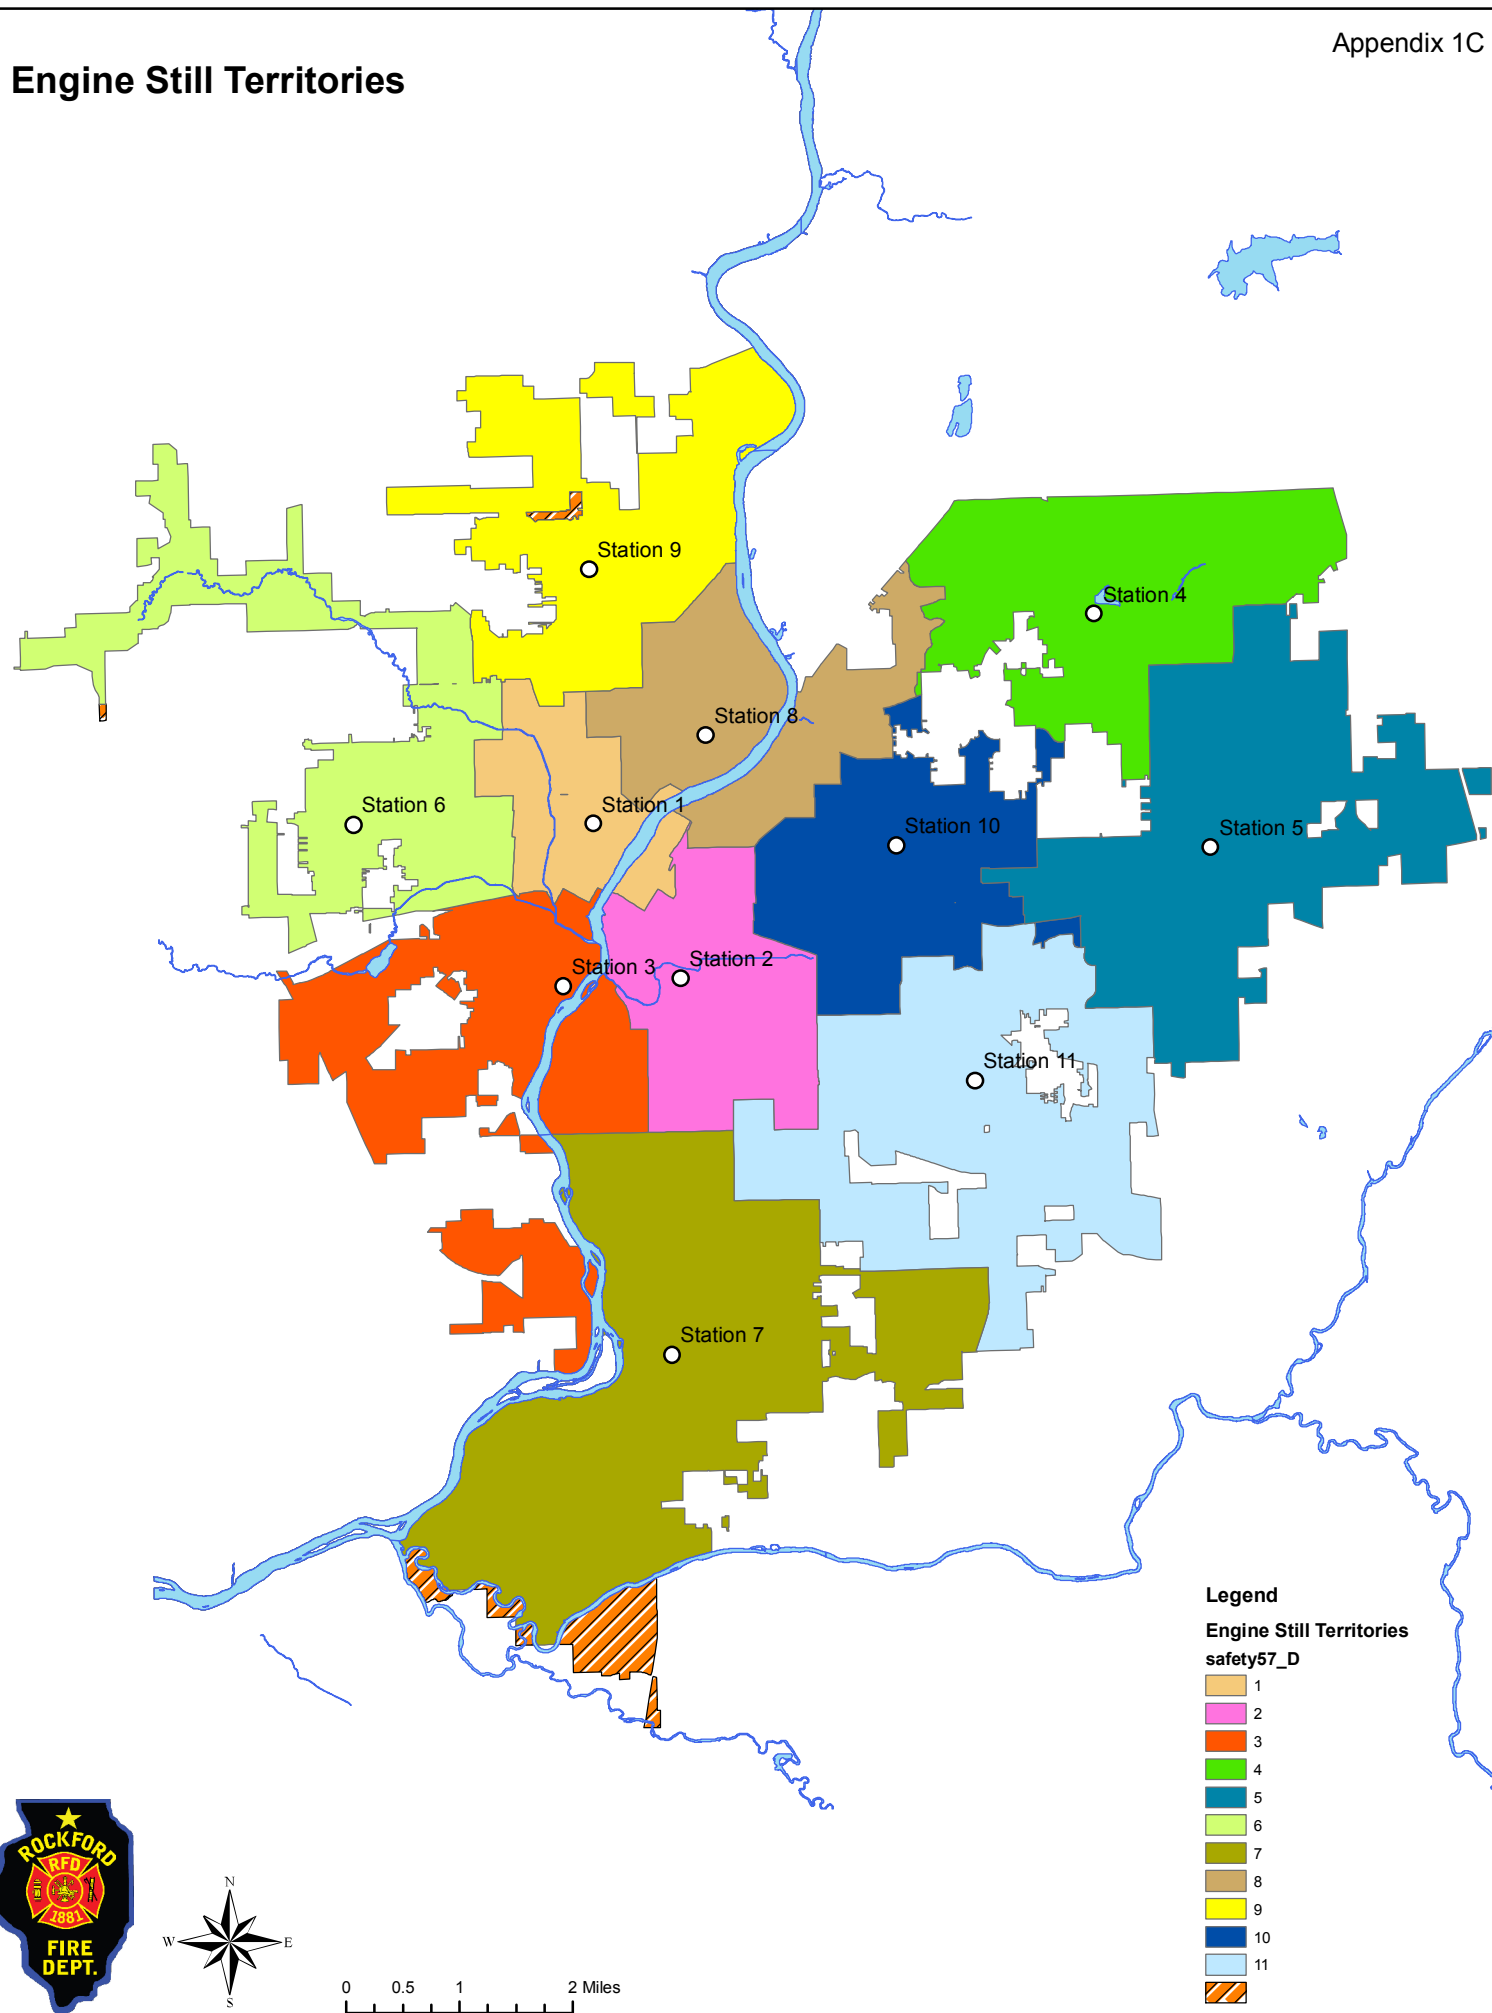 Appendix 1C
Engine Still Territories
Station 9
Station 4
Station 8
Station 6
Station 1
Station 10
Station 5
Station 3
Station 2
Station 11
Station 7
Legend
Engine Still Territories
safety57_D
1
2
3
4
5
6
7
8
9
10
11
ROCKFORD
RFD
1881
FIRE
DEPT.
N
W
E
S
0 0.5 1 2 Miles